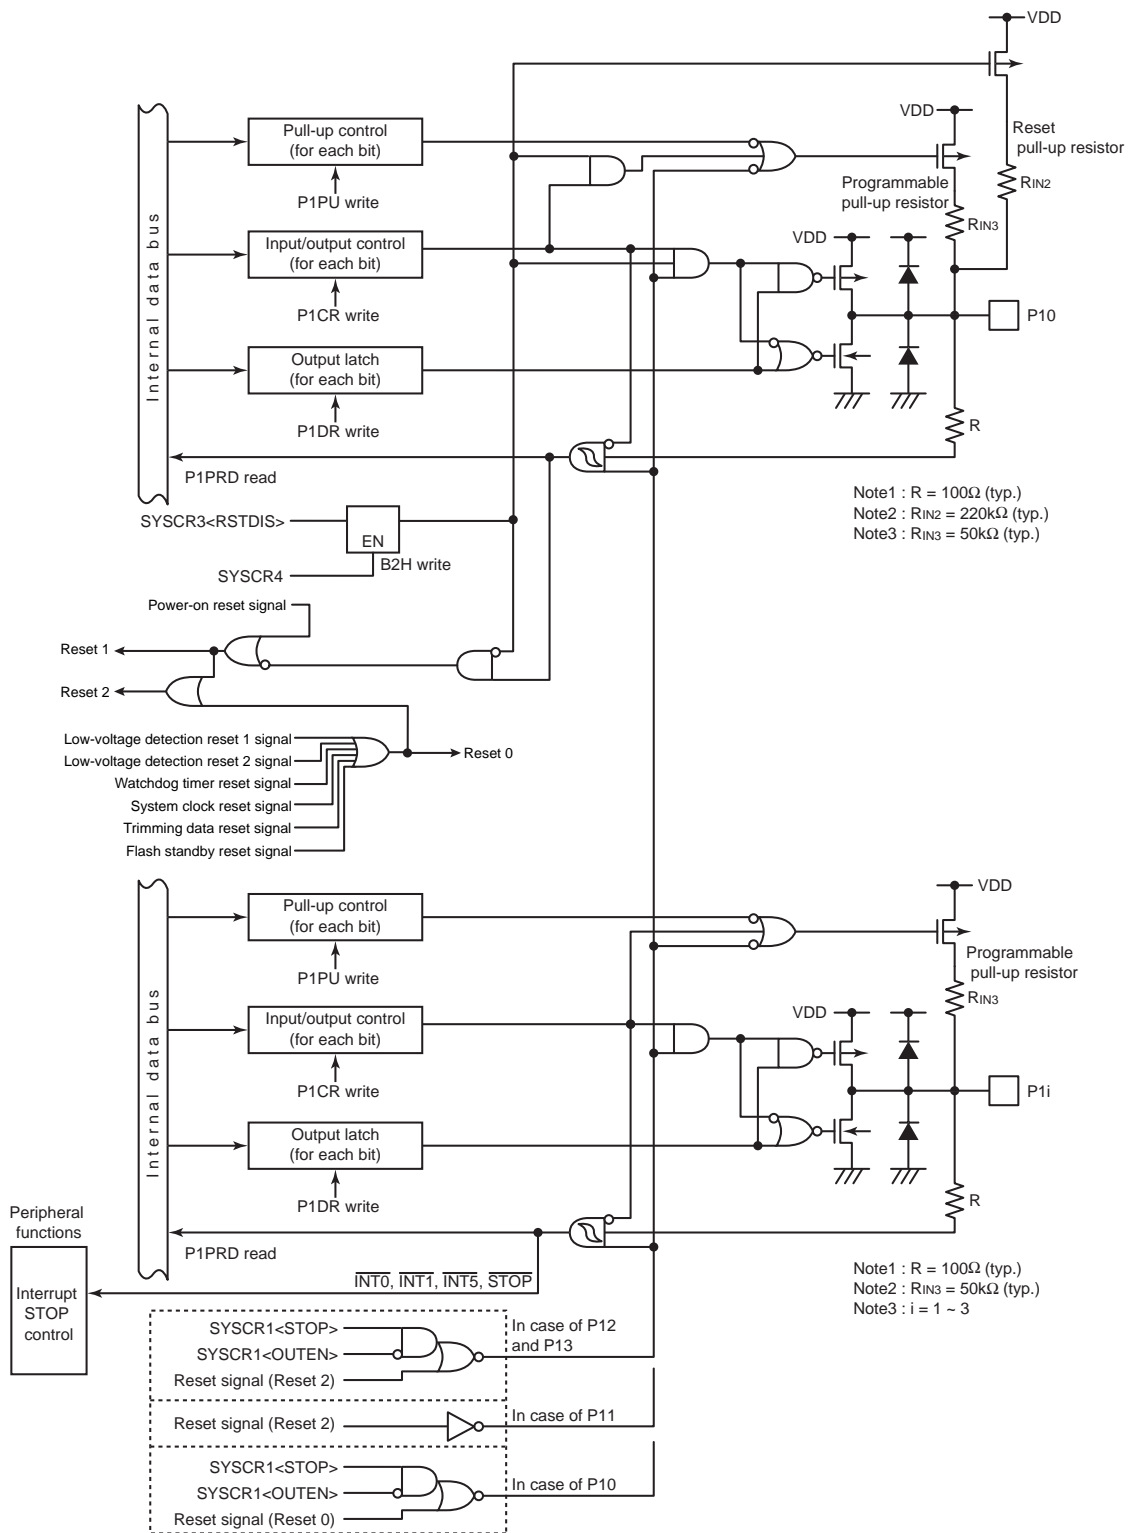 VDD
VDD
Reset
pull-up resistor
Pull-up control
(for each bit)
P1PU write
Programmable
pull-up resistor
RIN2
RIN3
Internal data bus
Input/output control
(for each bit)
P1CR write
VDD
P10
Output latch
(for each bit)
P1DR write
R
P1PRD read
Note1 : R = 100Ω (typ.)
Note2 : RIN2 = 220kΩ (typ.)
Note3 : RIN3 = 50kΩ (typ.)
SYSCR3<RSTDIS>
EN
B2H write
SYSCR4
Power-on reset signal
Reset 1
Reset 2
Low-voltage detection reset 1 signal
Low-voltage detection reset 2 signal
Watchdog timer reset signal
System clock reset signal
Trimming data reset signal
Flash standby reset signal
Reset 0
VDD
Pull-up control
(for each bit)
P1PU write
Programmable
pull-up resistor
RIN3
Internal data bus
Input/output control
(for each bit)
P1CR write
VDD
P1i
Output latch
(for each bit)
P1DR write
R
P1PRD read
Peripheral
functions
Interrupt
STOP
control
INT0, INT1, INT5, STOP
Note1 : R = 100Ω (typ.)
Note2 : RIN3 = 50kΩ (typ.)
Note3 : i = 1 ~ 3
SYSCR1<STOP>
SYSCR1<OUTEN>
Reset signal (Reset 2)
In case of P12
and P13
Reset signal (Reset 2)
In case of P11
SYSCR1<STOP>
SYSCR1<OUTEN>
Reset signal (Reset 0)
In case of P10